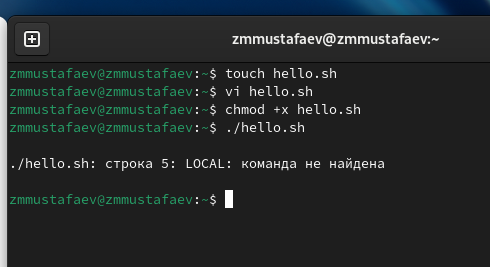 zmmustafaev@zmmustafaev:~
zmmustafaev@zmmustafaev:~$ touch hello.sh
zmmustafaev@zmmustafaev:~$ vi hello.sh
zmmustafaev@zmmustafaev:~$ chmod +x hello.sh
zmmustafaev@zmmustafaev:~$ ./hello.sh
./hello.sh: строка 5: LOCAL: команда не найдена
zmmustafaev@zmmustafaev:~$